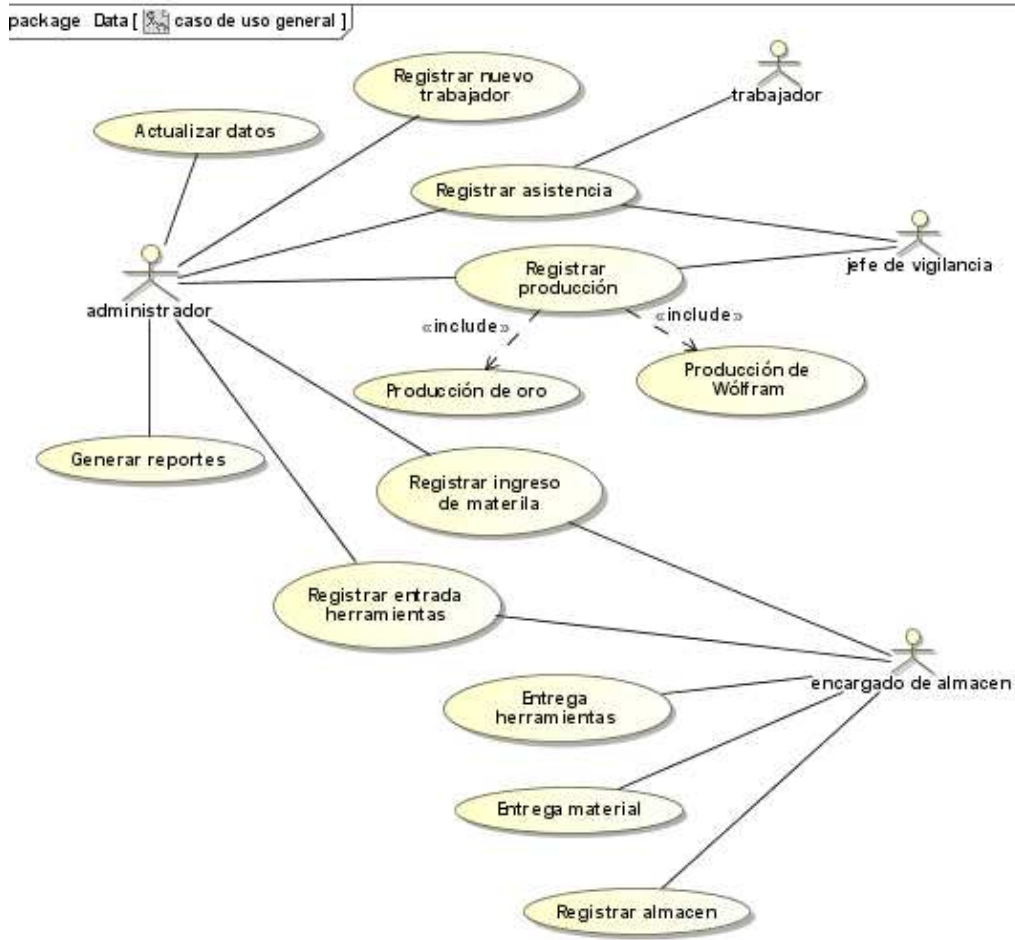 package Data [ caso de uso general ]
Registrar nuevo
trabajador
trabajador
Actualizar datos
Registrar asistencia
jefe de vigilancia
Registrar
producción
administrador
«include»
«include»
Producción de oro
Producción de
Wólfram
Generar reportes
Registrar ingreso
de materila
Registrar entrada
herramientas
encargado de almacen
Entrega
herramientas
Entrega material
Registrar almacen